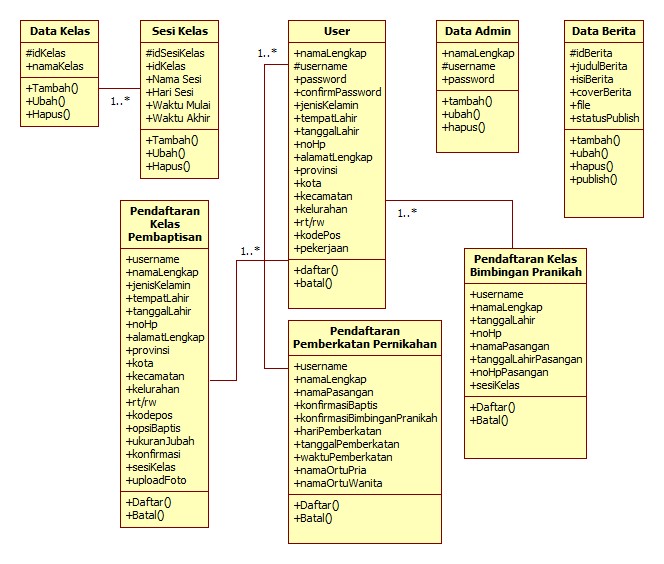 Data Kelas
#idKelas
+namaKelas
+Tambah()
+Ubah()
+Hapus()
1..*
Sesi Kelas
#idSesiKelas
+idKelas
+Nama Sesi
+Hari Sesi
+Waktu Mulai
+Waktu Akhir
+Tambah()
+Ubah()
+Hapus()
1..*
User
+namaLengkap
#username
+password
+confirmPassword
+jenisKelamin
+tempatLahir
+tanggalLahir
+noHp
+alamatLengkap
+provinsi
+kota
+kecamatan
+kelurahan
+rt/rw
+kodePos
+pekerjaan
+daftar()
+batal()
Data Admin
+namaLengkap
#username
+password
+tambah()
+ubah()
+hapus()
Data Berita
#idBerita
+judulBerita
+isiBerita
+coverBerita
+file
+statusPublish
+tambah()
+ubah()
+hapus()
+publish()
Pendaftaran
Kelas
Pembaptisan
+username
+namaLengkap
+jenisKelamin
+tempatLahir
+tanggalLahir
+noHp
+alamatLengkap
+provinsi
+kota
+kecamatan
+kelurahan
+rt/rw
+kodepos
+opsiBaptis
+ukuranJubah
+konfirmasi
+sesiKelas
+uploadFoto
+Daftar()
+Batal()
1..*
1..*
Pendaftaran
Pemberkatan Pernikahan
+username
+namaLengkap
+namaPasangan
+konfirmasiBaptis
+konfirmasiBimbinganPranikah
+hariPemberkatan
+tanggalPemberkatan
+waktuPemberkatan
+namaOrtuPria
+namaOrtuWanita
+Daftar()
+Batal()
Pendaftaran Kelas
Bimbingan Pranikah
+username
+namaLengkap
+tanggalLahir
+noHp
+namaPasangan
+tanggalLahirPasangan
+noHpPasangan
+sesiKelas
+Daftar()
+Batal()